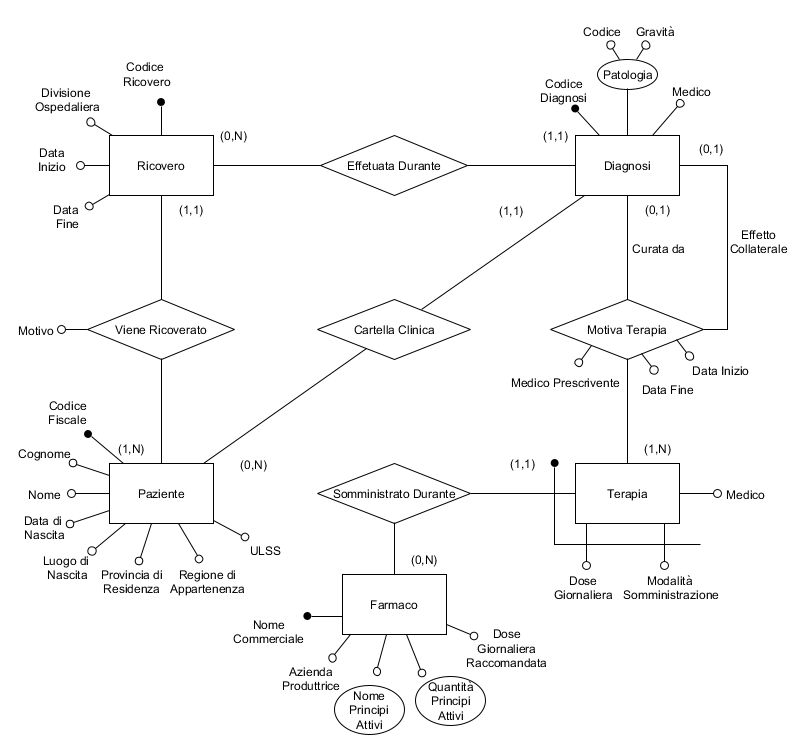 Codice
Gravità
Patologia
Codice
Ricovero
Divisione
Ospedaliera
Codice
Diagnosi
Medico
(0,N)
(1,1)
(0,1)
Data
Inizio
Ricovero
Effetuata Durante
Diagnosi
Data
Fine
(1,1)
(1,1)
(0,1)
Curata da
Effetto
Collaterale
Motivo
Viene Ricoverato
Cartella Clinica
Motiva Terapia
Medico Prescrivente
Data Fine
Data Inizio
Codice
Fiscale
(1,N)
(0,N)
(1,1)
(1,N)
Cognome
Nome
Paziente
Somministrato Durante
Terapia
Medico
Data di
Nascita
Luogo di
Nascita
Provincia di
Residenza
Regione di
Appartenenza
ULSS
(0,N)
Dose
Giornaliera
Modalità
Somministrazione
Farmaco
Nome
Commerciale
Dose
Giornaliera
Raccomandata
Azienda
Produttrice
Nome
Principi
Attivi
Quantità
Principi
Attivi